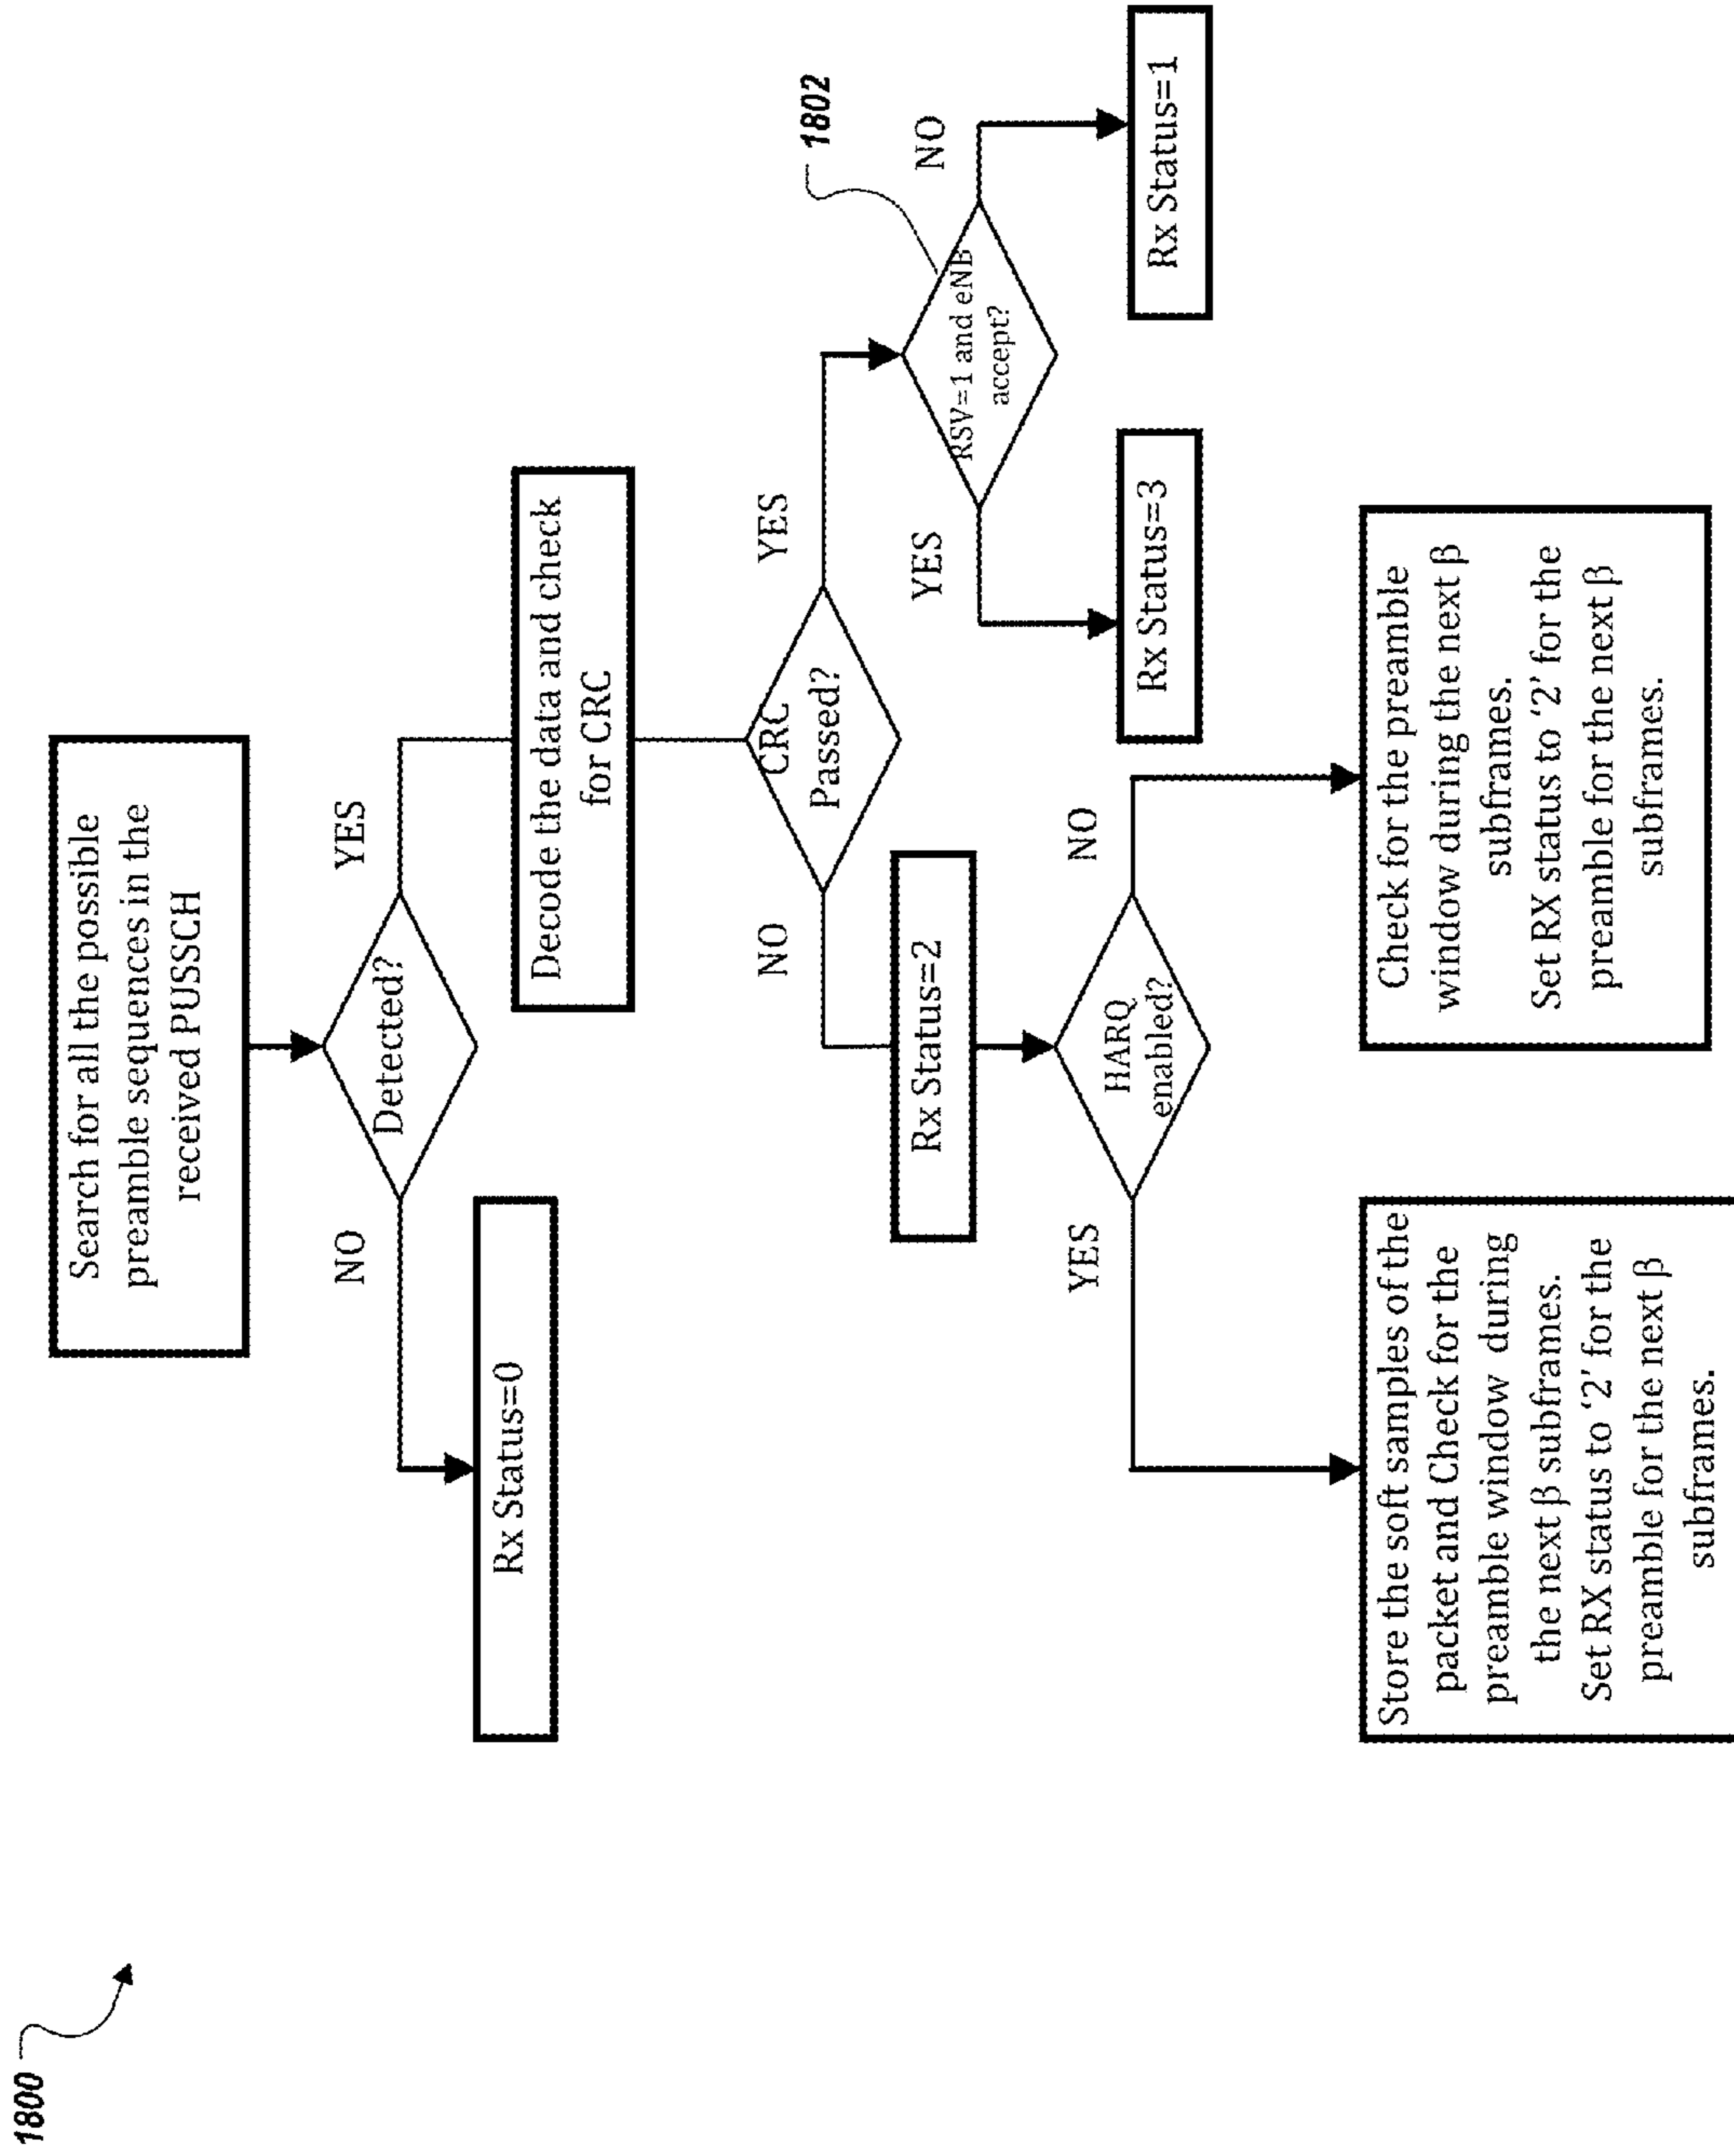 1800
Search for all the possible
preamble sequences in the
received PUSSCH
Detected?
NO
YES
Rx Status=0
Decode the data and check
for CRC
CRC
Passed?
NO
YES
Rx Status=2
1802
RSV=1 and eNB
accept?
YES
NO
Rx Status=3
Rx Status=1
HARQ
enabled?
YES
NO
Store the soft samples of the
packet and Check for the
preamble window during
the next β subframes.
Set RX status to ‘2’ for the
preamble for the next β
subframes.
Check for the preamble
window during the next β
subframes.
Set RX status to ‘2’ for the
preamble for the next β
subframes.